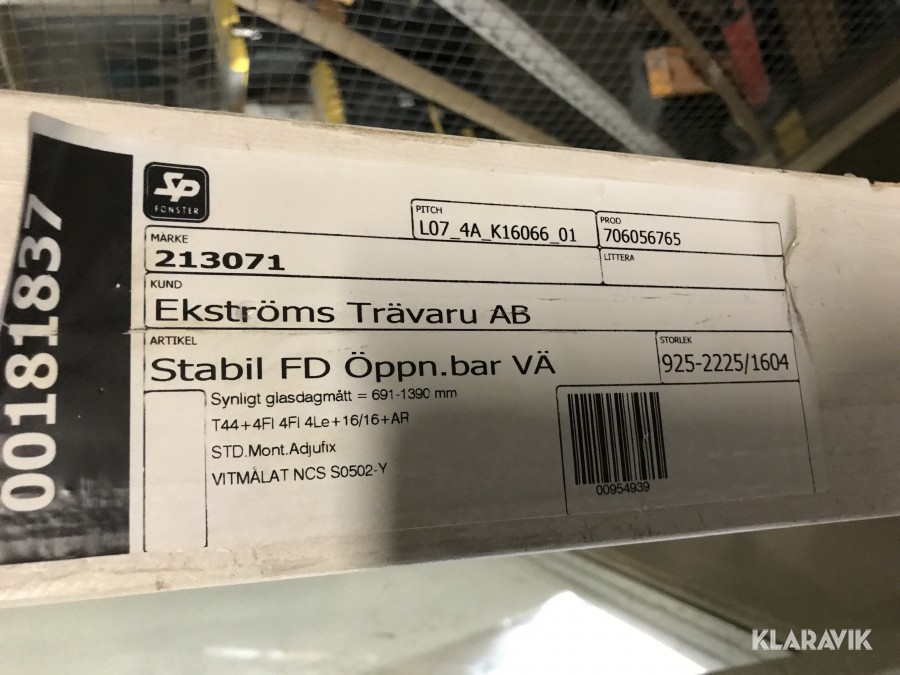 00181837
SP
FÖNSTER
PITCH
L07_4A_K16066_01
PROD
706056765
MÄRKE
213071
LITTERA
KUND
Ekströms Trävaru AB
ARTIKEL
Stabil FD Öppn.bar VÄ
STORLEK
925-2225/1604
Synligt glasdagmått = 691-1390 mm
T44+4Fl 4Fl 4Le+16/16+AR
STD.Mont.Adjufix
VITMÅLAT NCS S0502-Y
00954939
KLARAVIK